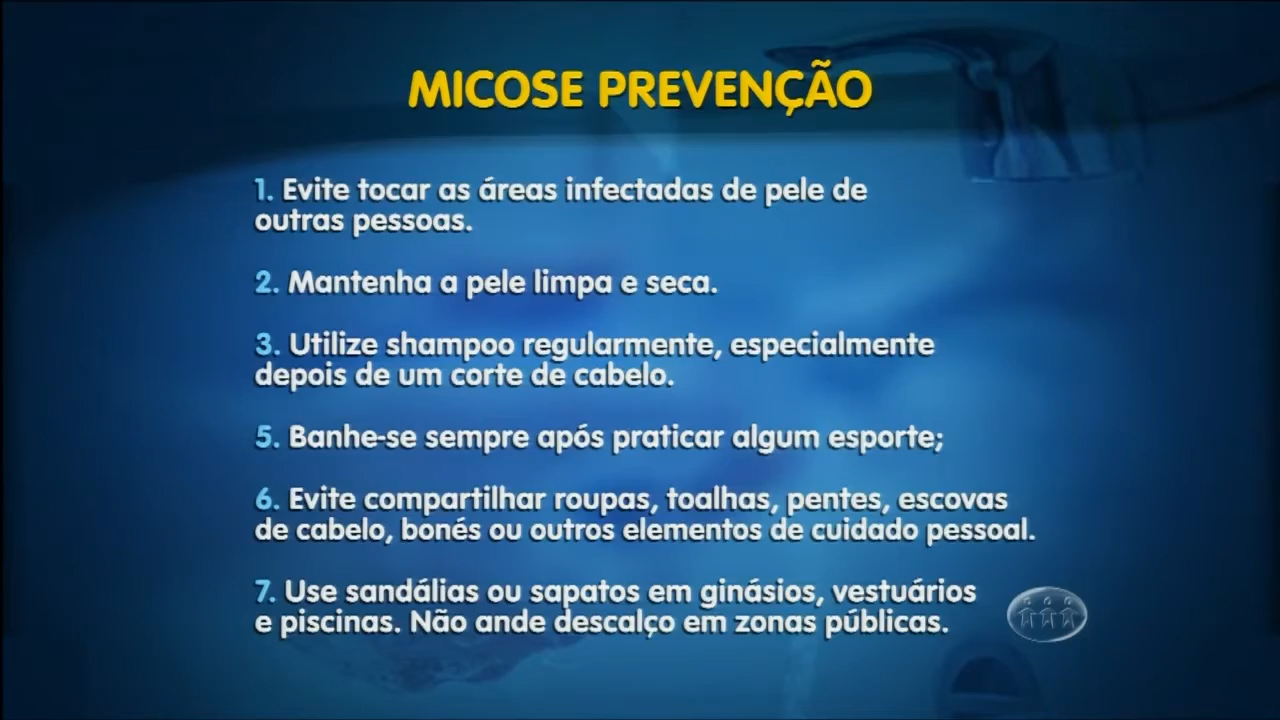 MICOSE PREVENÇÃO
1. Evite tocar as áreas infectadas de pele de
outras pessoas.
2. Mantenha a pele limpa e seca.
3. Utilize shampoo regularmente, especialmente
depois de um corte de cabelo.
5. Banhe-se sempre após praticar algum esporte;
6. Evite compartilhar roupas, toalhas, pentes, escovas
de cabelo, bonés ou outros elementos de cuidado pessoal.
7. Use sandálias ou sapatos em ginásios, vestuários
e piscinas. Não ande descalço em zonas públicas.